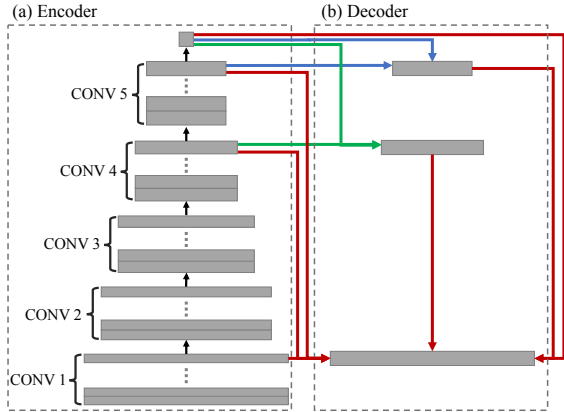 (a) Encoder
(b) Decoder
CONV 5
CONV 4
CONV 3
CONV 2
CONV 1